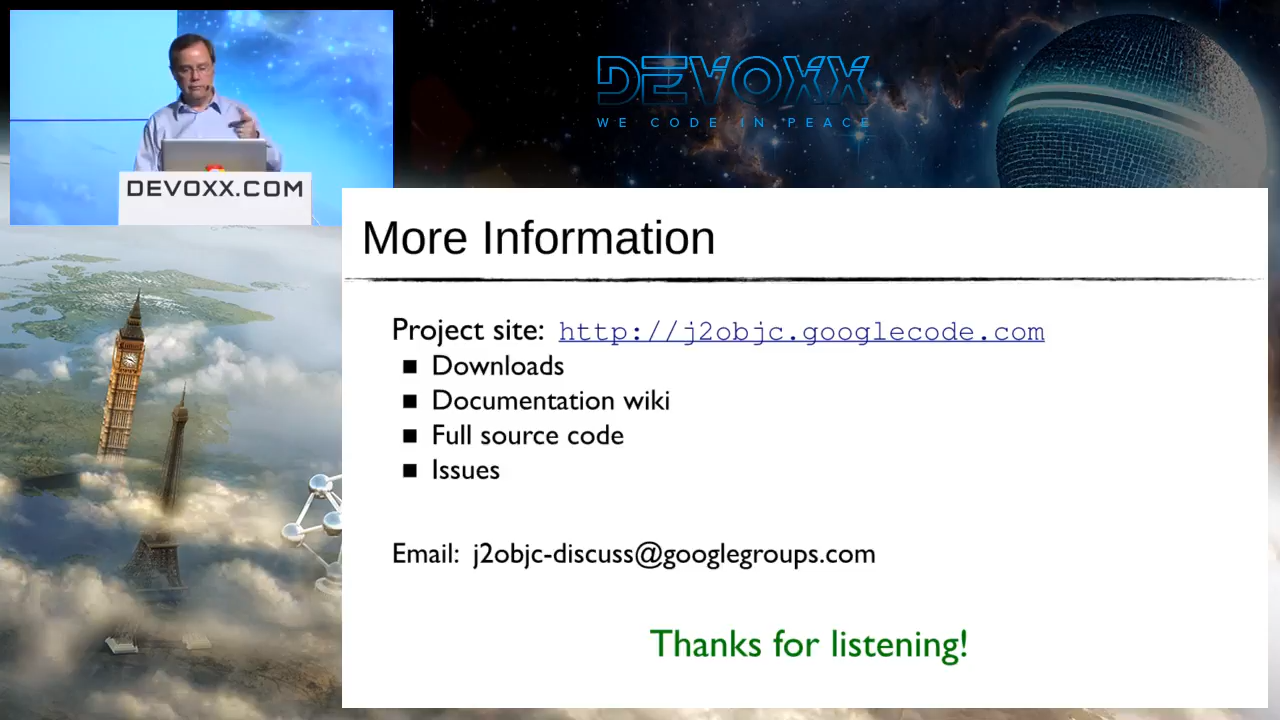 DEVOXX
WE CODE IN PEACE
DEVOXX.COM
More Information
Project site: http://j2objc.googlecode.com
■ Downloads
■ Documentation wiki
■ Full source code
■ Issues
Email: j2objc-discuss@googlegroups.com
Thanks for listening!